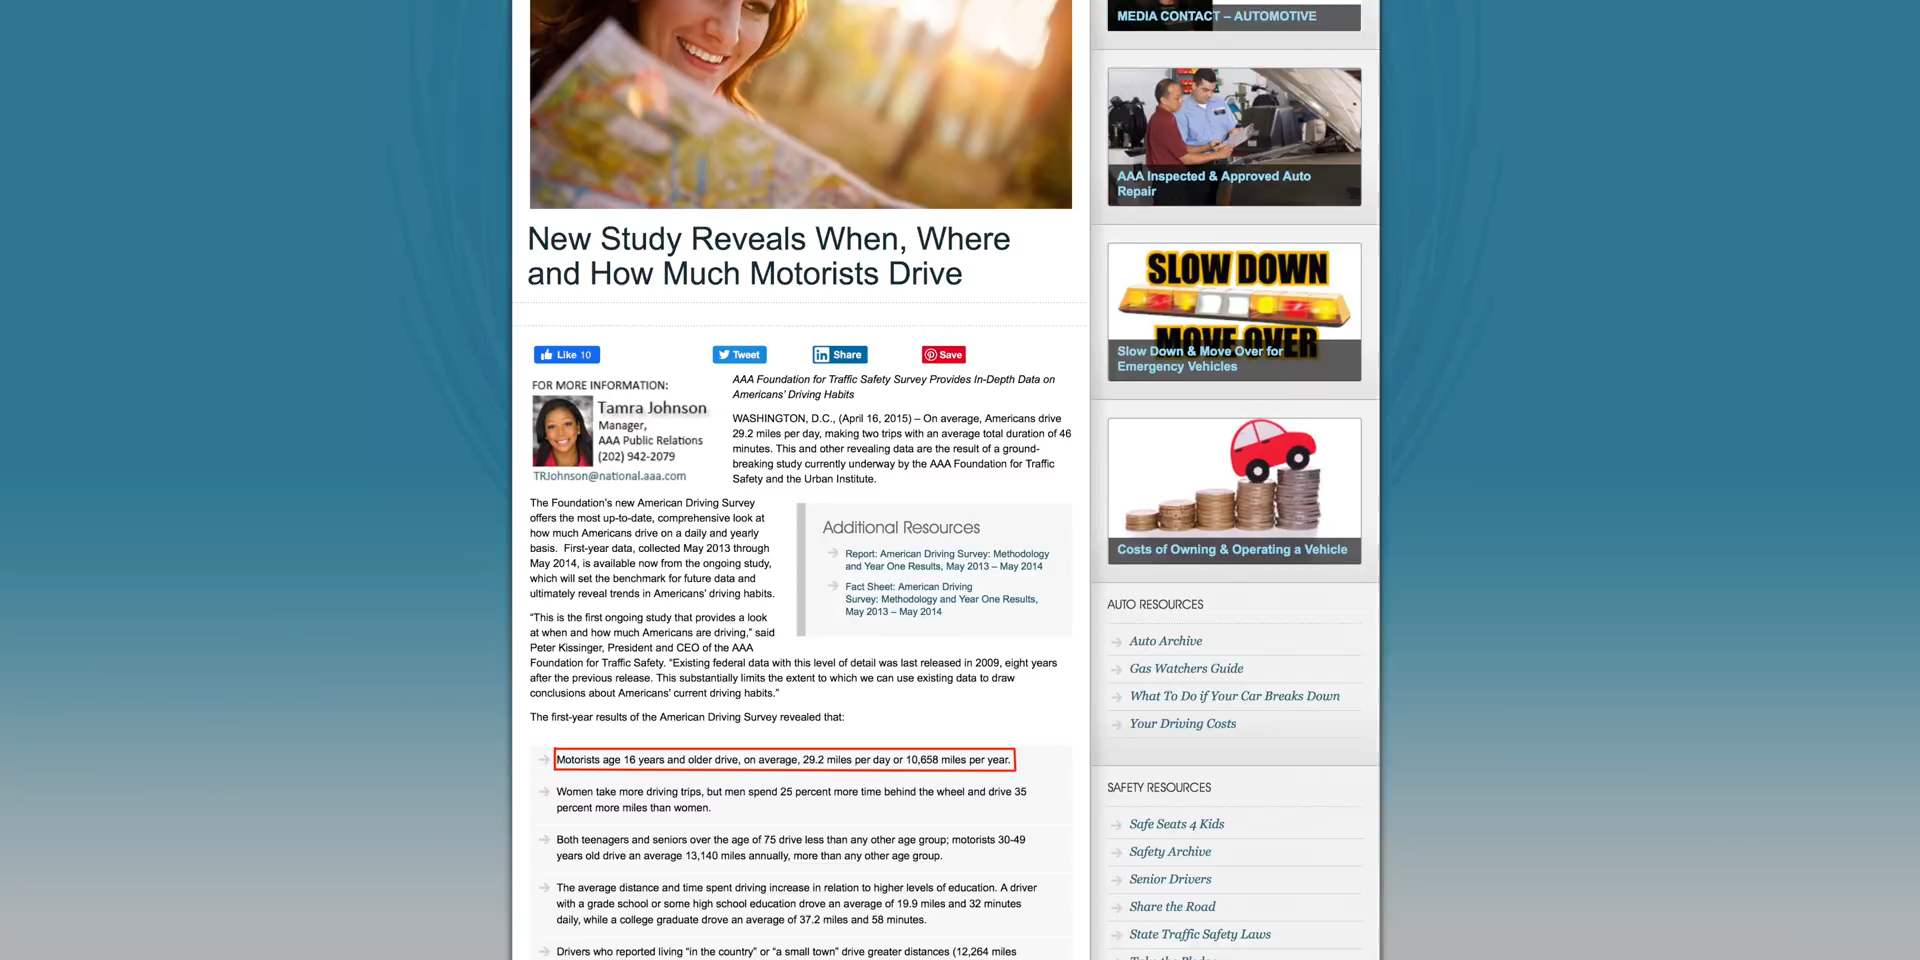 MEDIA CONTACT – AUTOMOTIVE
AAA Inspected & Approved Auto
Repair
SLOW DOWN
MOVE OVER
Slow Down & Move Over for
Emergency Vehicles
Costs of Owning & Operating a Vehicle
New Study Reveals When, Where
and How Much Motorists Drive
Like 10
Tweet
Share
Save
FOR MORE INFORMATION:
Tamra Johnson
Manager,
AAA Public Relations
(202) 942-2079
TRJohnson@national.aaa.com
AAA Foundation for Traffic Safety Survey Provides In-Depth Data on
Americans’ Driving Habits
WASHINGTON, D.C., (April 16, 2015) – On average, Americans drive
29.2 miles per day, making two trips with an average total duration of 46
minutes. This and other revealing data are the result of a ground-
breaking study currently underway by the AAA Foundation for Traffic
Safety and the Urban Institute.
The Foundation’s new American Driving Survey
offers the most up-to-date, comprehensive look at
how much Americans drive on a daily and yearly
basis. First-year data, collected May 2013 through
May 2014, is available now from the ongoing study,
which will set the benchmark for future data and
ultimately reveal trends in Americans’ driving habits.
Additional Resources
Report: American Driving Survey: Methodology
and Year One Results, May 2013 – May 2014
Fact Sheet: American Driving
Survey: Methodology and Year One Results,
May 2013 – May 2014
“This is the first ongoing study that provides a look
at when and how much Americans are driving,” said
Peter Kissinger, President and CEO of the AAA
Foundation for Traffic Safety. “Existing federal data with this level of detail was last released in 2009, eight years
after the previous release. This substantially limits the extent to which we can use existing data to draw
conclusions about Americans’ current driving habits.”
The first-year results of the American Driving Survey revealed that:
Motorists age 16 years and older drive, on average, 29.2 miles per day or 10,658 miles per year.
Women take more driving trips, but men spend 25 percent more time behind the wheel and drive 35
percent more miles than women.
Both teenagers and seniors over the age of 75 drive less than any other age group; motorists 30-49
years old drive an average 13,140 miles annually, more than any other age group.
The average distance and time spent driving increase in relation to higher levels of education. A driver
with a grade school or some high school education drove an average of 19.9 miles and 32 minutes
daily, while a college graduate drove an average of 37.2 miles and 58 minutes.
Drivers who reported living “in the country” or “a small town” drive greater distances (12,264 miles
AUTO RESOURCES
Auto Archive
Gas Watchers Guide
What To Do if Your Car Breaks Down
Your Driving Costs
SAFETY RESOURCES
Safe Seats 4 Kids
Safety Archive
Senior Drivers
Share the Road
State Traffic Safety Laws